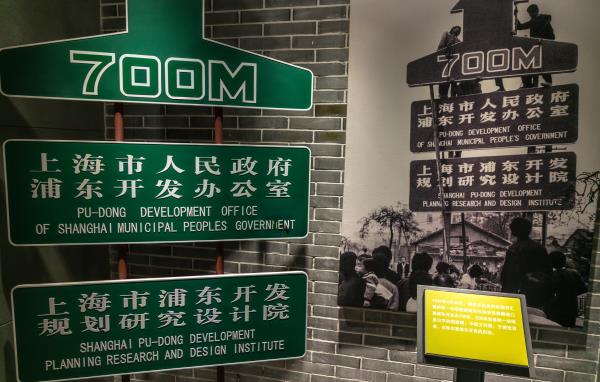 700M
上海市人民政府
浦东开发办公室
PU-DONG DEVELOPMENT OFFICE
OF SHANGHAI MUNICIPAL PEOPLES GOVERNMENT
上海市浦东开发
规划研究设计院
SHANGHAI PU-DONG DEVELOPMENT
PLANNING RESEARCH AND DESIGN INSTITUTE
700M
上海市人民政府
浦东开发办公室
PU-DONG DEVELOPMENT OFFICE
OF SHANGHAI MUNICIPAL PEOPLE'S GOVERNMENT
上海市浦东开发
规划研究设计院
SHANGHAI PU-DONG DEVELOPMENT
PLANNING RESEARCH AND DESIGN INSTITUTE